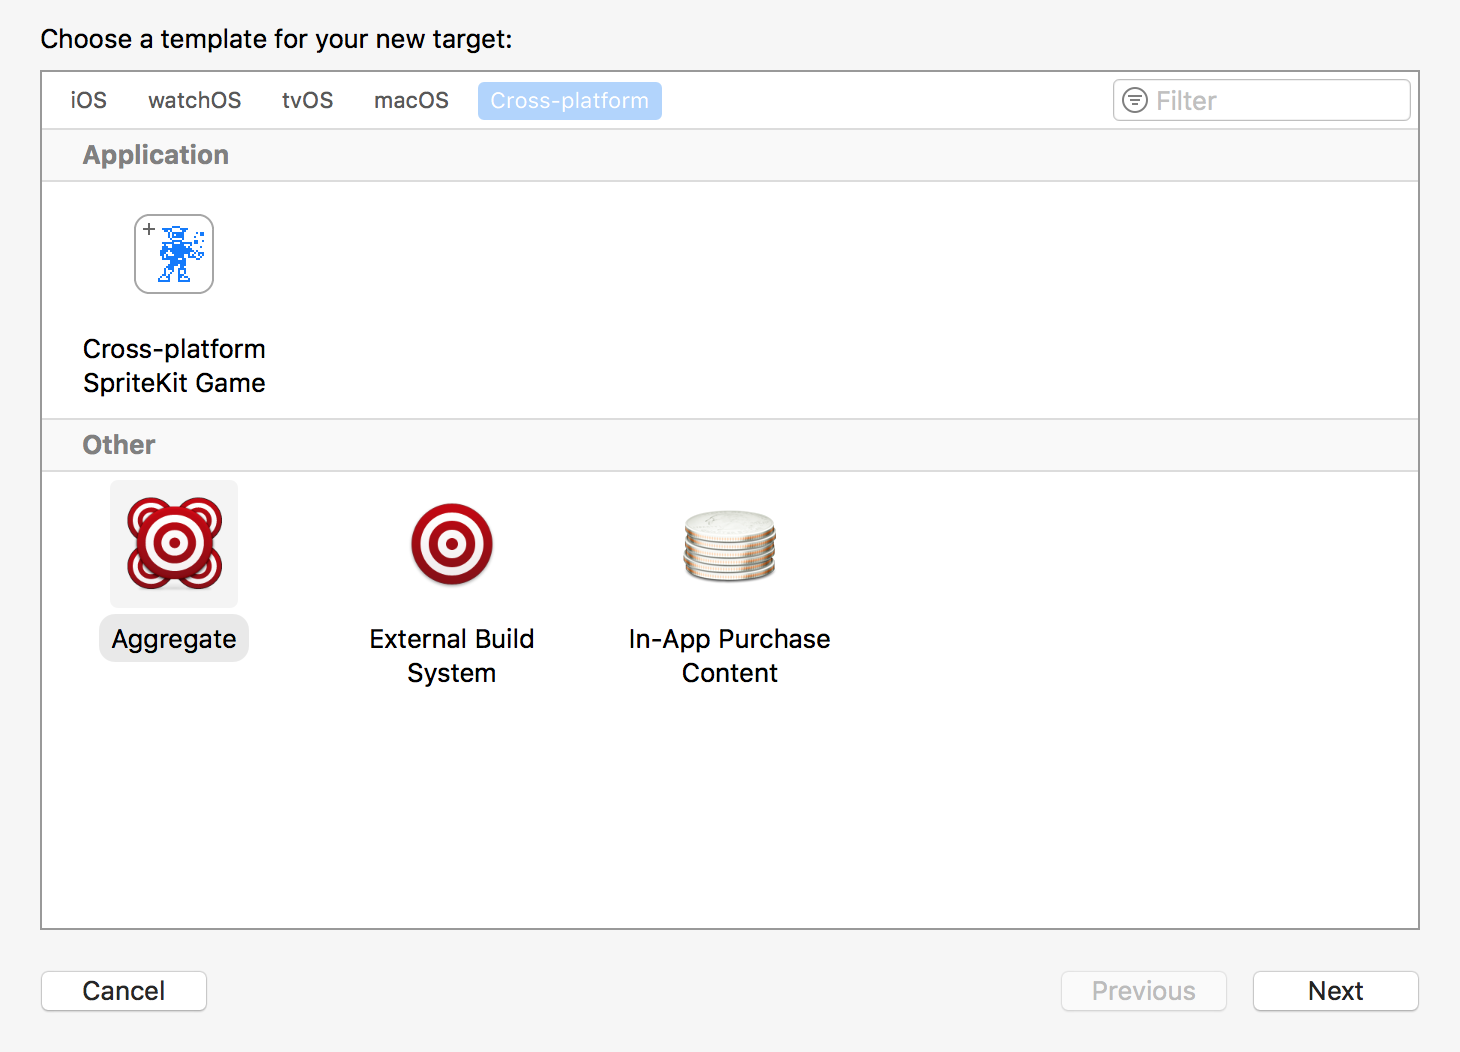 Choose a template for your new target:
iOS watchOS tvOS macOS Cross-platform Filter
Application
Cross-platform
SpriteKit Game
Other
Aggregate
External Build
System
In-App Purchase
Content
Cancel Previous Next